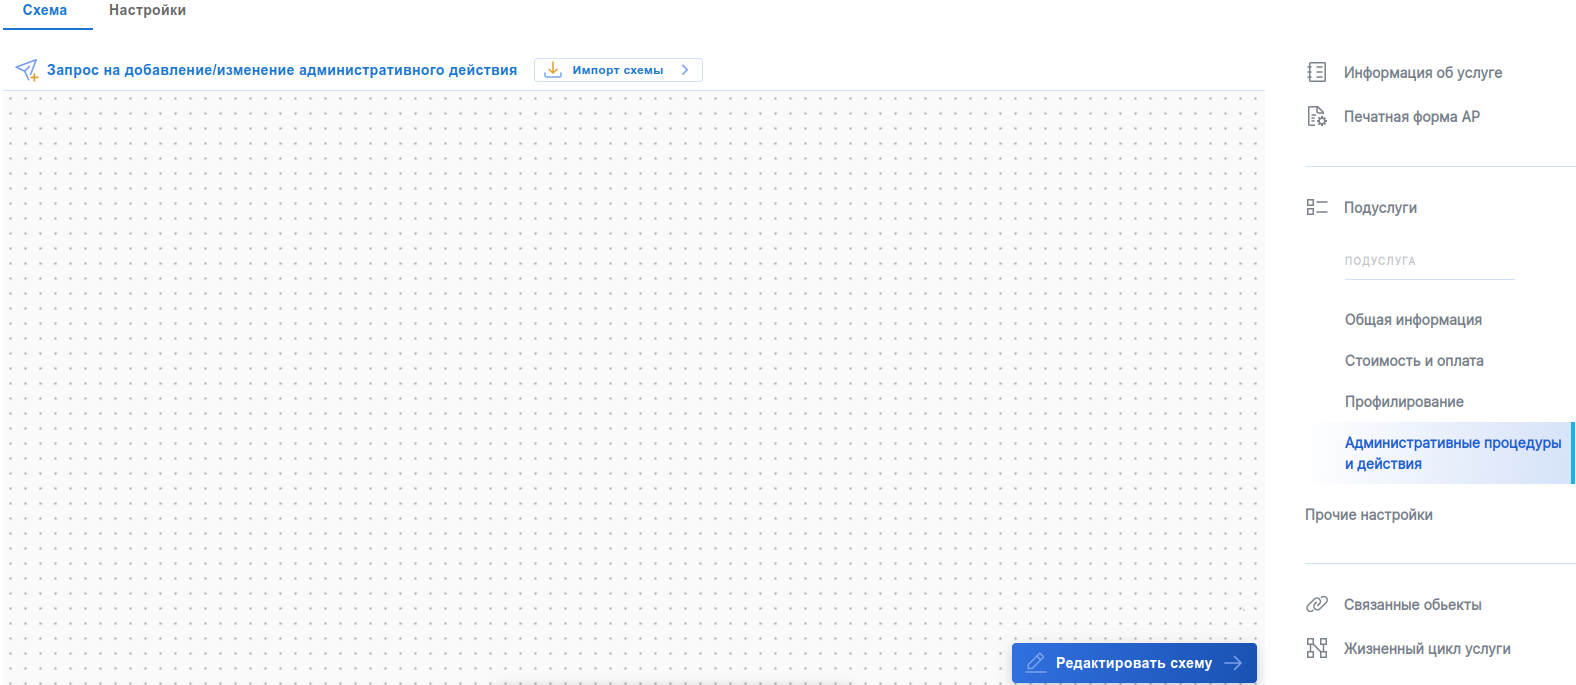 Схема
Настройки
Запрос на добавление/изменение административного действия
Импорт схемы
Редактировать схему
Информация об услуге
Печатная форма АР
Подуслуги
ПОДУСЛУГА
Общая информация
Стоимость и оплата
Профилирование
Административные процедуры
и действия
Прочие настройки
Связанные обьекты
Жизненный цикл услуги